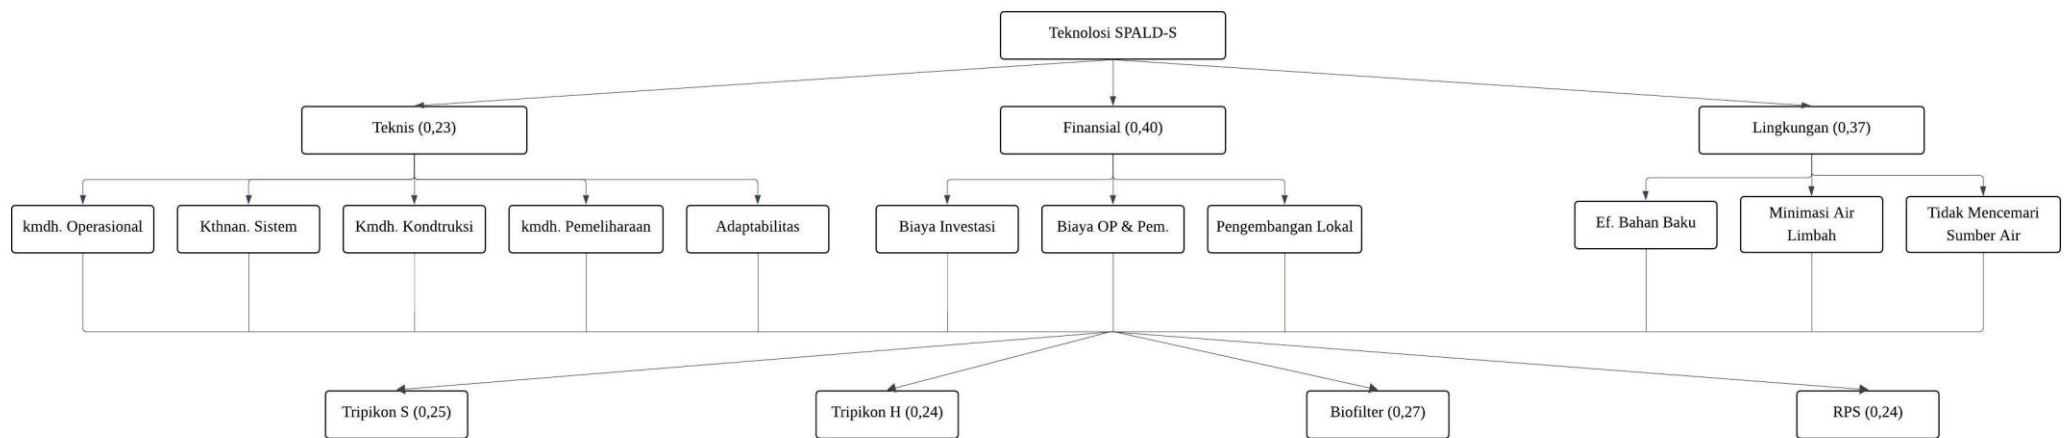 Teknolosi SPALD-S
Teknis (0,23)
Finansial (0,40)
Lingkungan (0,37)
kmdh. Operasional
Kthnan. Sistem
Kmdh. Kondtruksi
kmdh. Pemeliharaan
Adaptabilitas
Biaya Investasi
Biaya OP & Pem.
Pengembangan Lokal
Ef. Bahan Baku
Minimasi Air
Limbah
Tidak Mencemari
Sumber Air
Tripikon S (0,25)
Tripikon H (0,24)
Biofilter (0,27)
RPS (0,24)